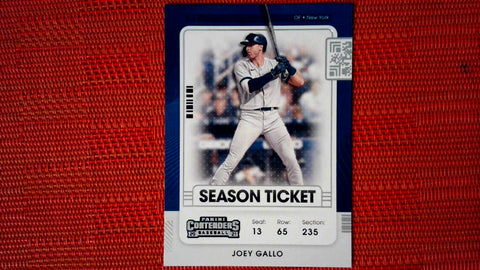 OF • New York
SEASON TICKET
PANINI
CONTENDERS
BASEBALL
Seat: Row: Section:
13 65 235
JOEY GALLO